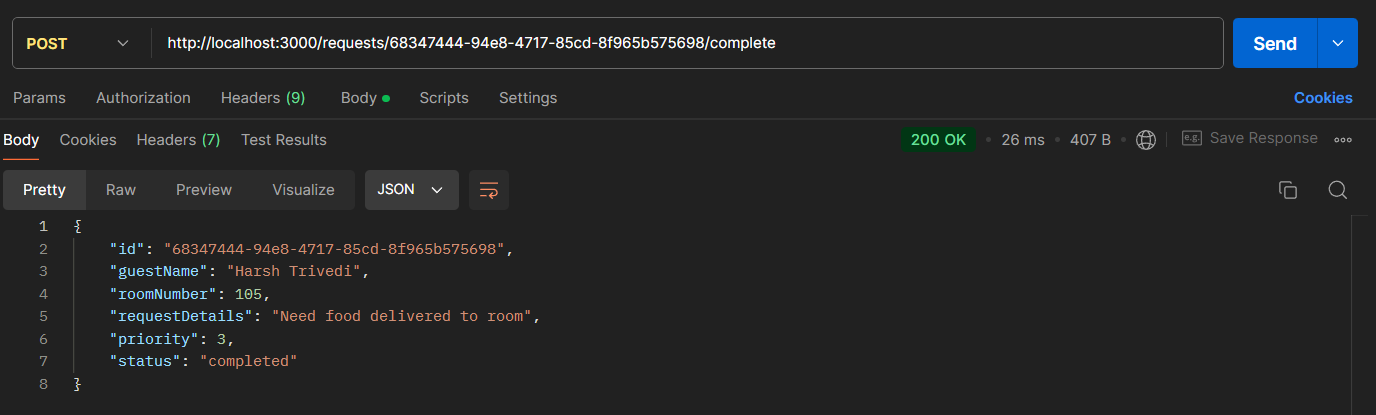 POST http://localhost:3000/requests/68347444-94e8-4717-85cd-8f965b575698/complete Send
Params Authorization Headers (9) Body Scripts Settings Cookies
Body Cookies Headers (7) Test Results 200 OK 26 ms 407 B e.g. Save Response
Pretty Raw Preview Visualize JSON
1 {
2 "id": "68347444-94e8-4717-85cd-8f965b575698",
3 "guestName": "Harsh Trivedi",
4 "roomNumber": 105,
5 "requestDetails": "Need food delivered to room",
6 "priority": 3,
7 "status": "completed"
8 }